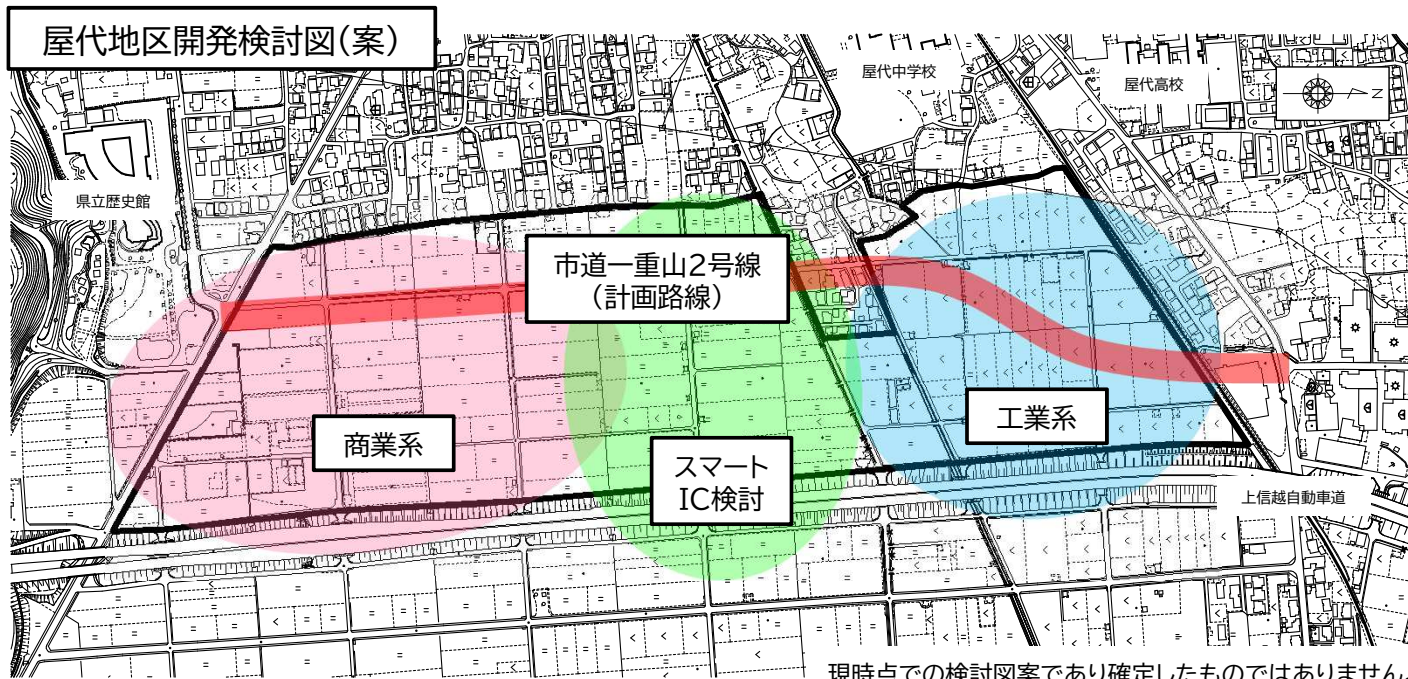 屋代地区開発検討図(案)
屋代中学校
屋代高校
N
県立歴史館
市道一重山2号線
(計画路線)
商業系
スマート
IC検討
工業系
上信越自動車道
現時点での検討図案であり確定したものではありません。